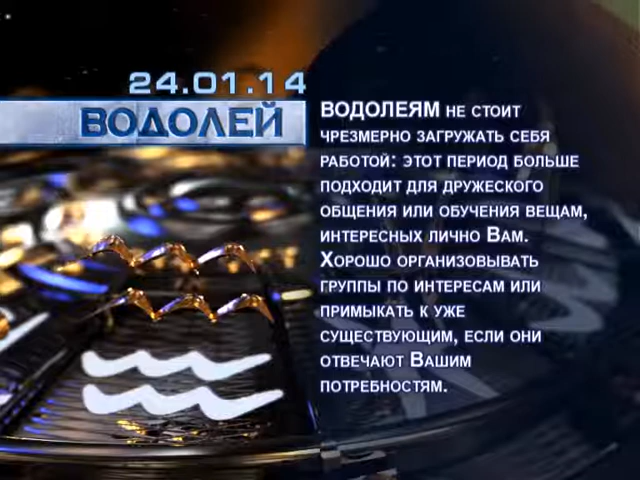 24.01.14
ВОДОЛЕЙ
ВОДОЛЕЯМ НЕ СТОИТ
ЧРЕЗМЕРНО ЗАГРУЖАТЬ СЕБЯ
РАБОТОЙ: ЭТОТ ПЕРИОД БОЛЬШЕ
ПОДХОДИТ ДЛЯ ДРУЖЕСКОГО
ОБЩЕНИЯ ИЛИ ОБУЧЕНИЯ ВЕЩАМ,
ИНТЕРЕСНЫХ ЛИЧНО ВАМ.
ХОРОШО ОРГАНИЗОВЫВАТЬ
ГРУППЫ ПО ИНТЕРЕСАМ ИЛИ
ПРИМЫКАТЬ К УЖЕ
СУЩЕСТВУЮЩИМ, ЕСЛИ ОНИ
ОТВЕЧАЮТ ВАШИМ
ПОТРЕБНОСТЯМ.